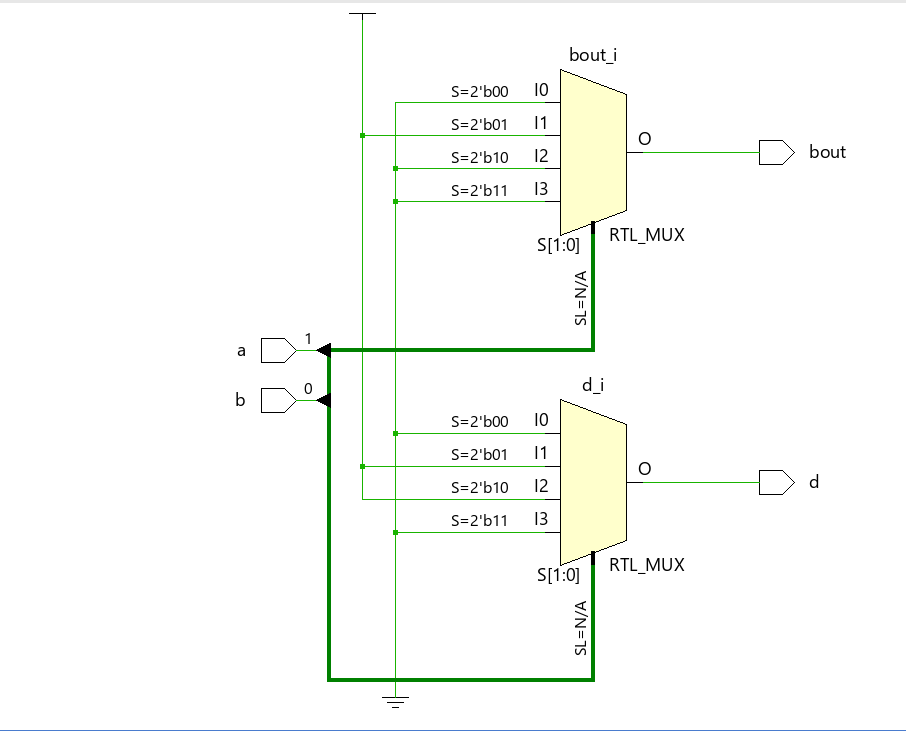 bout_i
S=2'b00 I0
S=2'b01 I1
O
S=2'b10 I2
bout
S=2'b11 I3
S[1:0]
RTL_MUX
SL=N/A
a
1
b
0
d_i
S=2'b00 I0
S=2'b01 I1
O
S=2'b10 I2
d
S=2'b11 I3
S[1:0]
RTL_MUX
SL=N/A